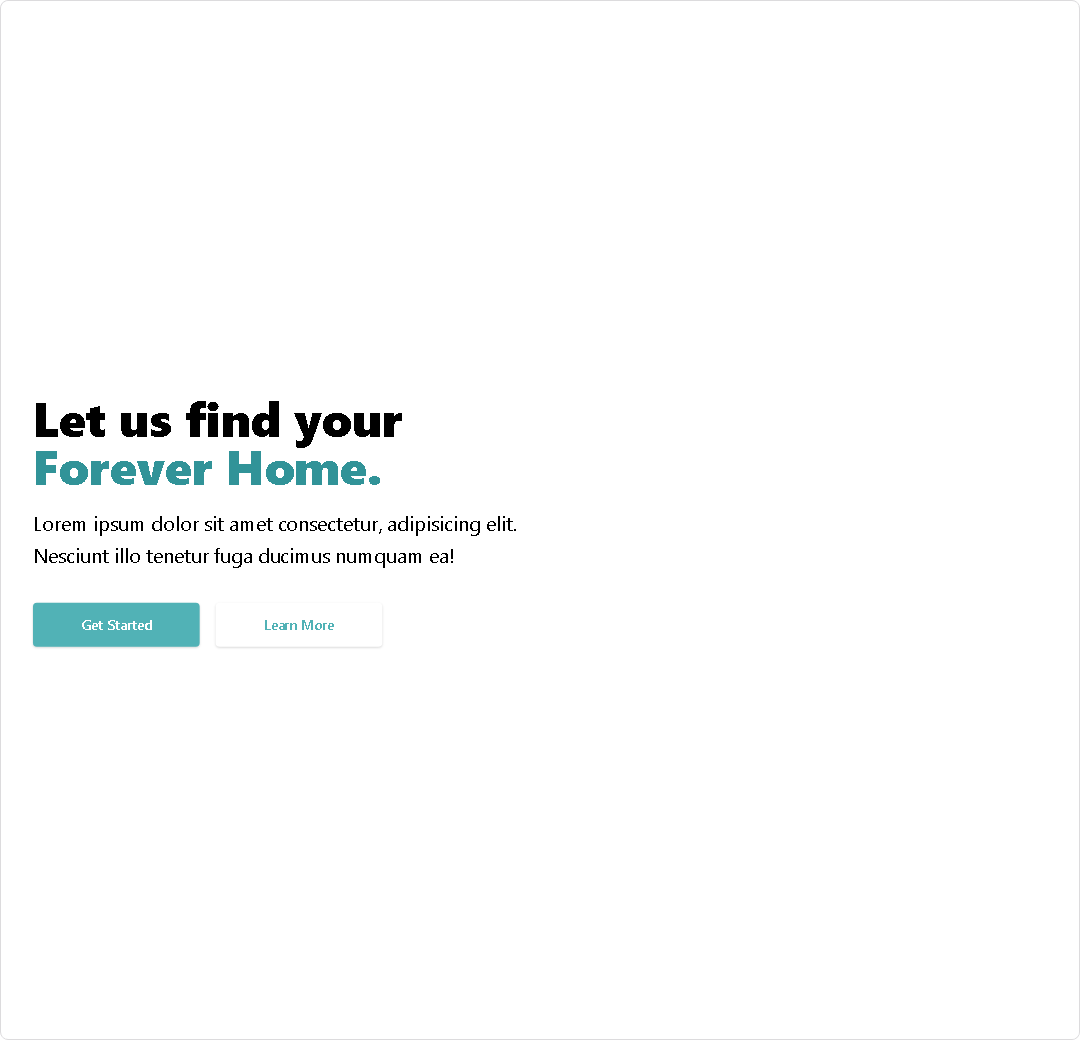 Let us find your
Forever Home.
Lorem ipsum dolor sit amet consectetur, adipisicing elit.
Nesciunt illo tenetur fuga ducimus numquam ea!
Get Started
Learn More